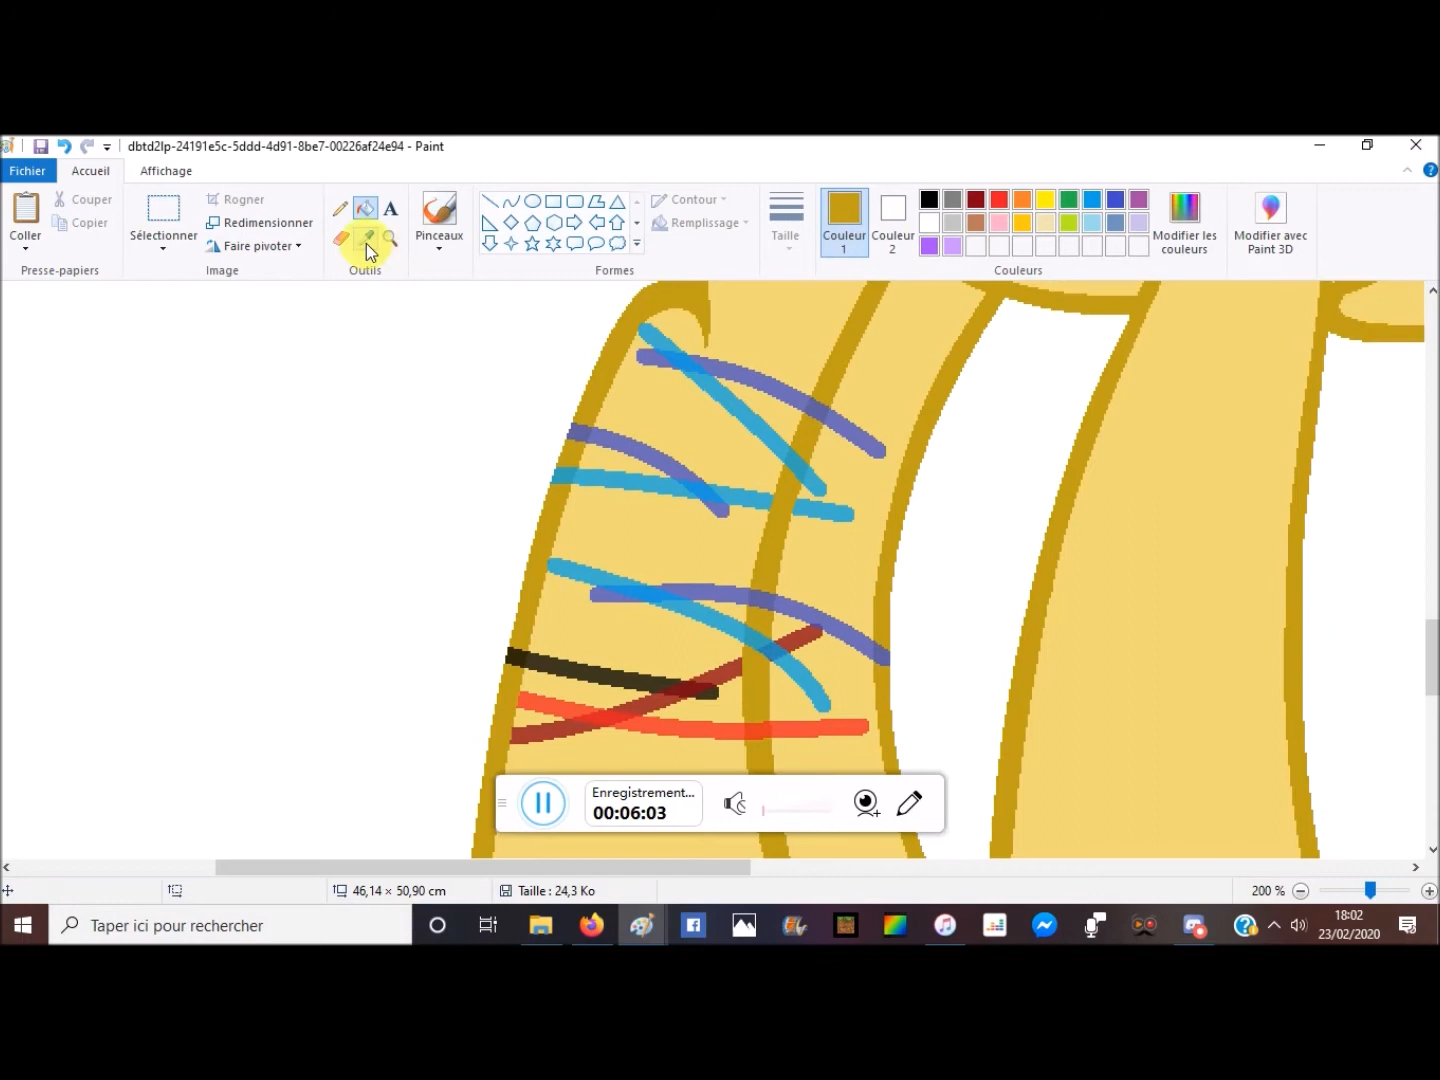 dbtd2lp-24191e5c-5ddd-4d91-8be7-00226af24e94 - Paint
Fichier Accueil Affichage
Coller
Couper
Copier
Presse-papiers
Sélectionner
Rogner
Redimensionner
Faire pivoter
Image
A
Outils
Pinceaux
Contour
Remplissage
Formes
Taille
Couleur 1
Couleur 2
Couleurs
Modifier les couleurs
Modifier avec Paint 3D
Enregistrement...
00:06:03
46,14 × 50,90 cm
Taille : 24,3 Ko
200 %
Taper ici pour rechercher
18:02
23/02/2020